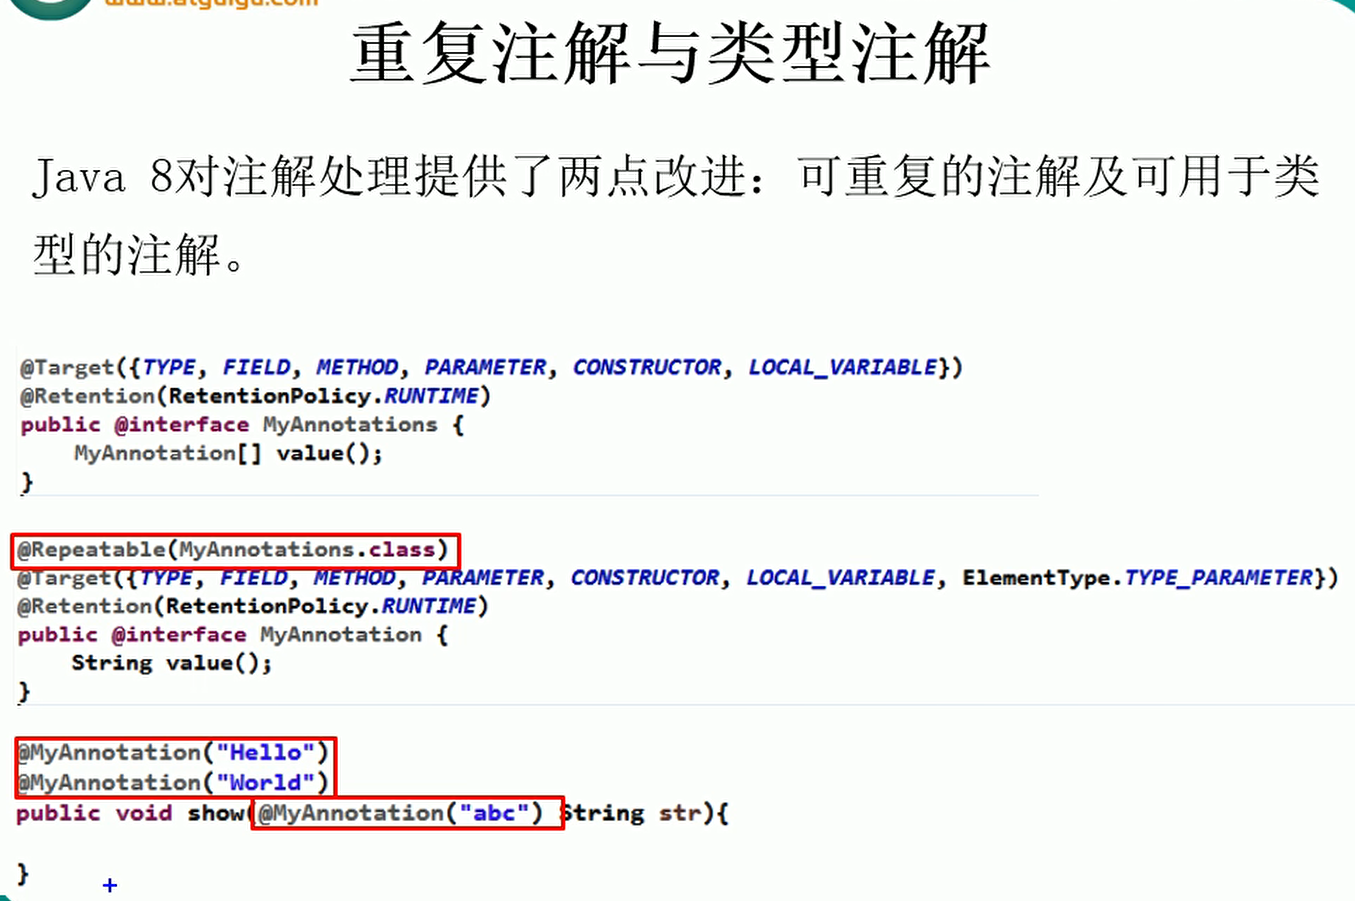 www.atguigu.com
重复注解与类型注解
Java 8对注解处理提供了两点改进：可重复的注解及可用于类
型的注解。
@Target({TYPE, FIELD, METHOD, PARAMETER, CONSTRUCTOR, LOCAL_VARIABLE})
@Retention(RetentionPolicy.RUNTIME)
public @interface MyAnnotations {
    MyAnnotation[] value();
}
@Repeatable(MyAnnotations.class)
@Target({TYPE, FIELD, METHOD, PARAMETER, CONSTRUCTOR, LOCAL_VARIABLE, ElementType.TYPE_PARAMETER})
@Retention(RetentionPolicy.RUNTIME)
public @interface MyAnnotation {
    String value();
}
@MyAnnotation("Hello")
@MyAnnotation("World")
public void show(@MyAnnotation("abc") String str){
}